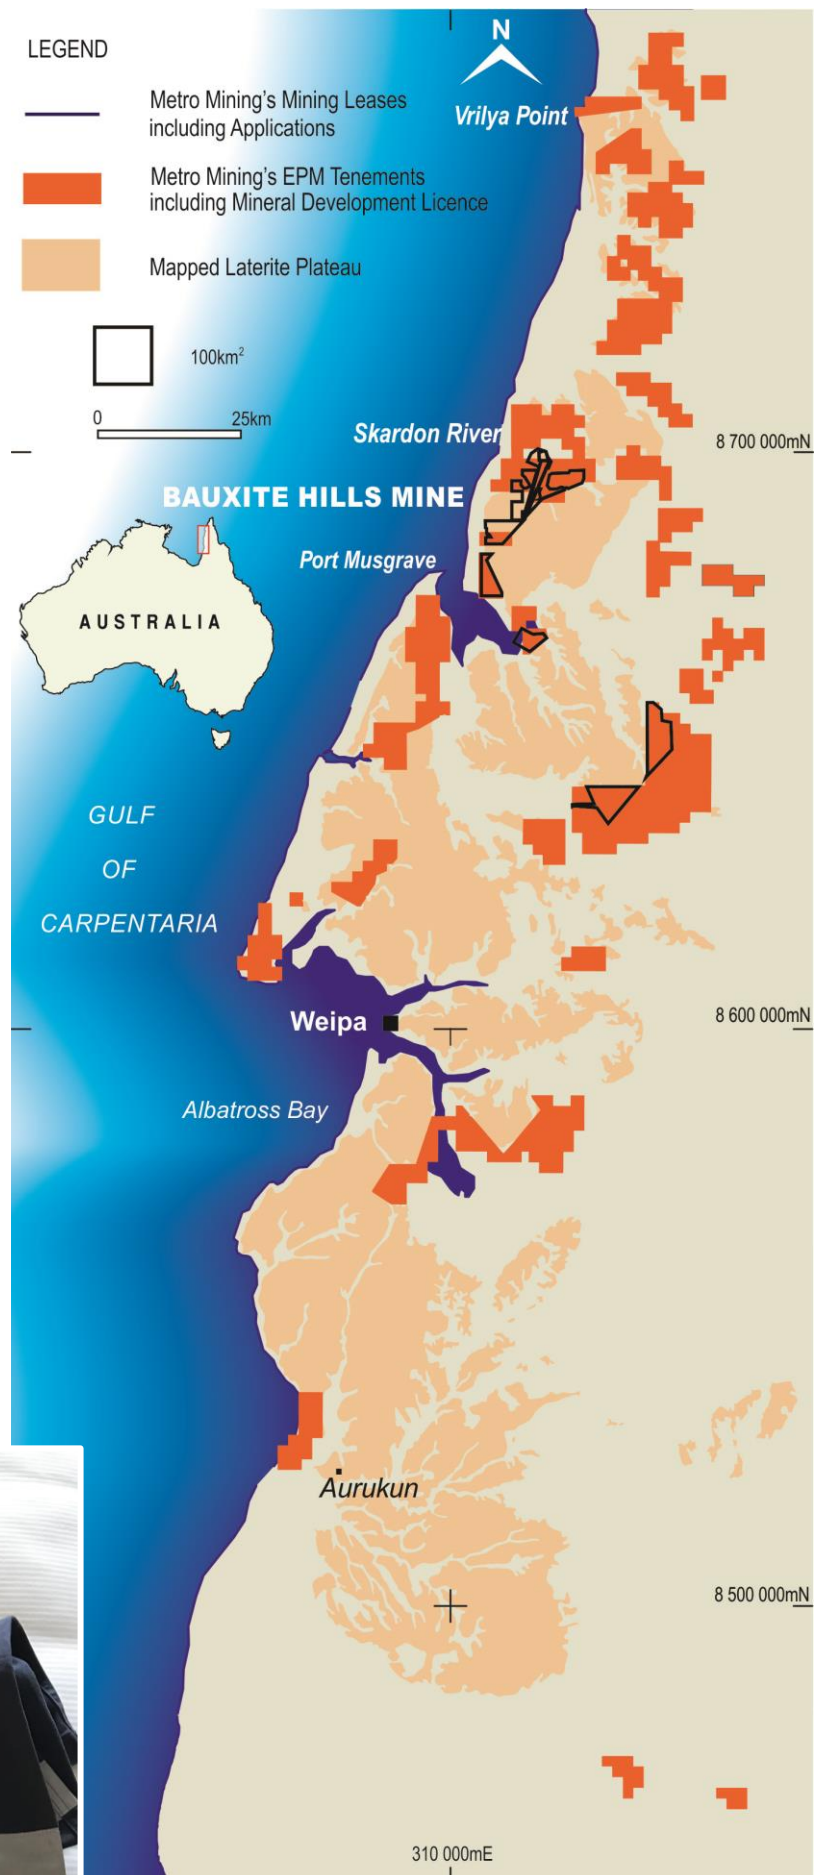 LEGEND
Metro Mining's Mining Leases
including Applications
Metro Mining's EPM Tenements
including Mineral Development Licence
Mapped Laterite Plateau
100km²
0 25km
N
Vrilya Point
Skardon River
8 700 000mN
BAUXITE HILLS MINE
Port Musgrave
AUSTRALIA
GULF
OF
CARPENTARIA
Weipa
8 600 000mN
Albatross Bay
Aurukun
8 500 000mN
310 000mE